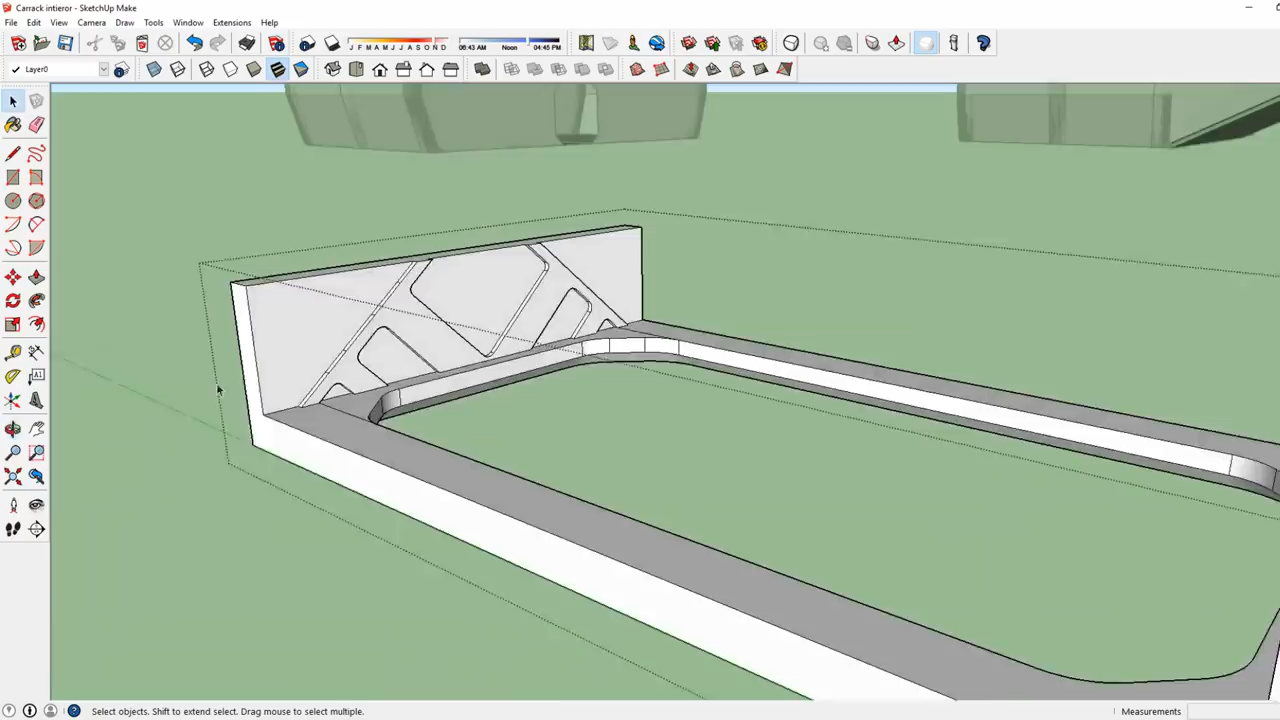 Carrack intieror - SketchUp Make
File Edit View Camera Draw Tools Window Extensions Help
J F M A M J J A S O N D 06:43 AM Noon 04:45 PM
Layer0
A1
Select objects. Shift to extend select. Drag mouse to select multiple. Measurements